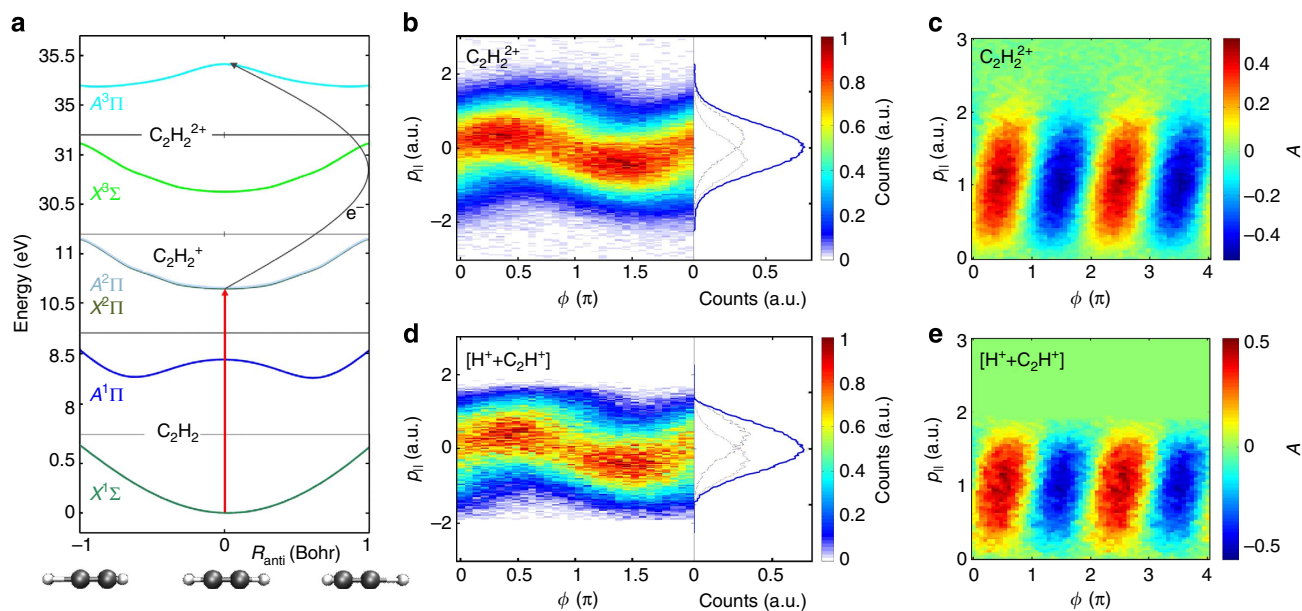 a
35.5
35
31
30.5
11
10.5
8.5
8
0.5
0
Energy (eV)
A³Π
C₂H₂²⁺
X³Σ
e⁻
C₂H₂⁺
A²Π
X²Π
A¹Π
C₂H₂
X¹Σ
−1 0 1
R_anti (Bohr)
b
C₂H₂²⁺
p_|| (a.u.)
2
0
−2
0 0.5 1 1.5 0 0.5
ϕ (π) Counts (a.u.)
1
0.8
0.6
0.4
0.2
0
Counts (a.u.)
c
C₂H₂²⁺
p_|| (a.u.)
3
2
1
0
0 1 2 3 4
ϕ (π)
0.4
0.2
0
−0.2
−0.4
A
d
[H⁺+C₂H⁺]
p_|| (a.u.)
2
0
−2
0 0.5 1 1.5 0 0.5
ϕ (π) Counts (a.u.)
1
0.8
0.6
0.4
0.2
0
Counts (a.u.)
e
[H⁺+C₂H⁺]
p_|| (a.u.)
3
2
1
0
0 1 2 3 4
ϕ (π)
0.5
0
−0.5
A